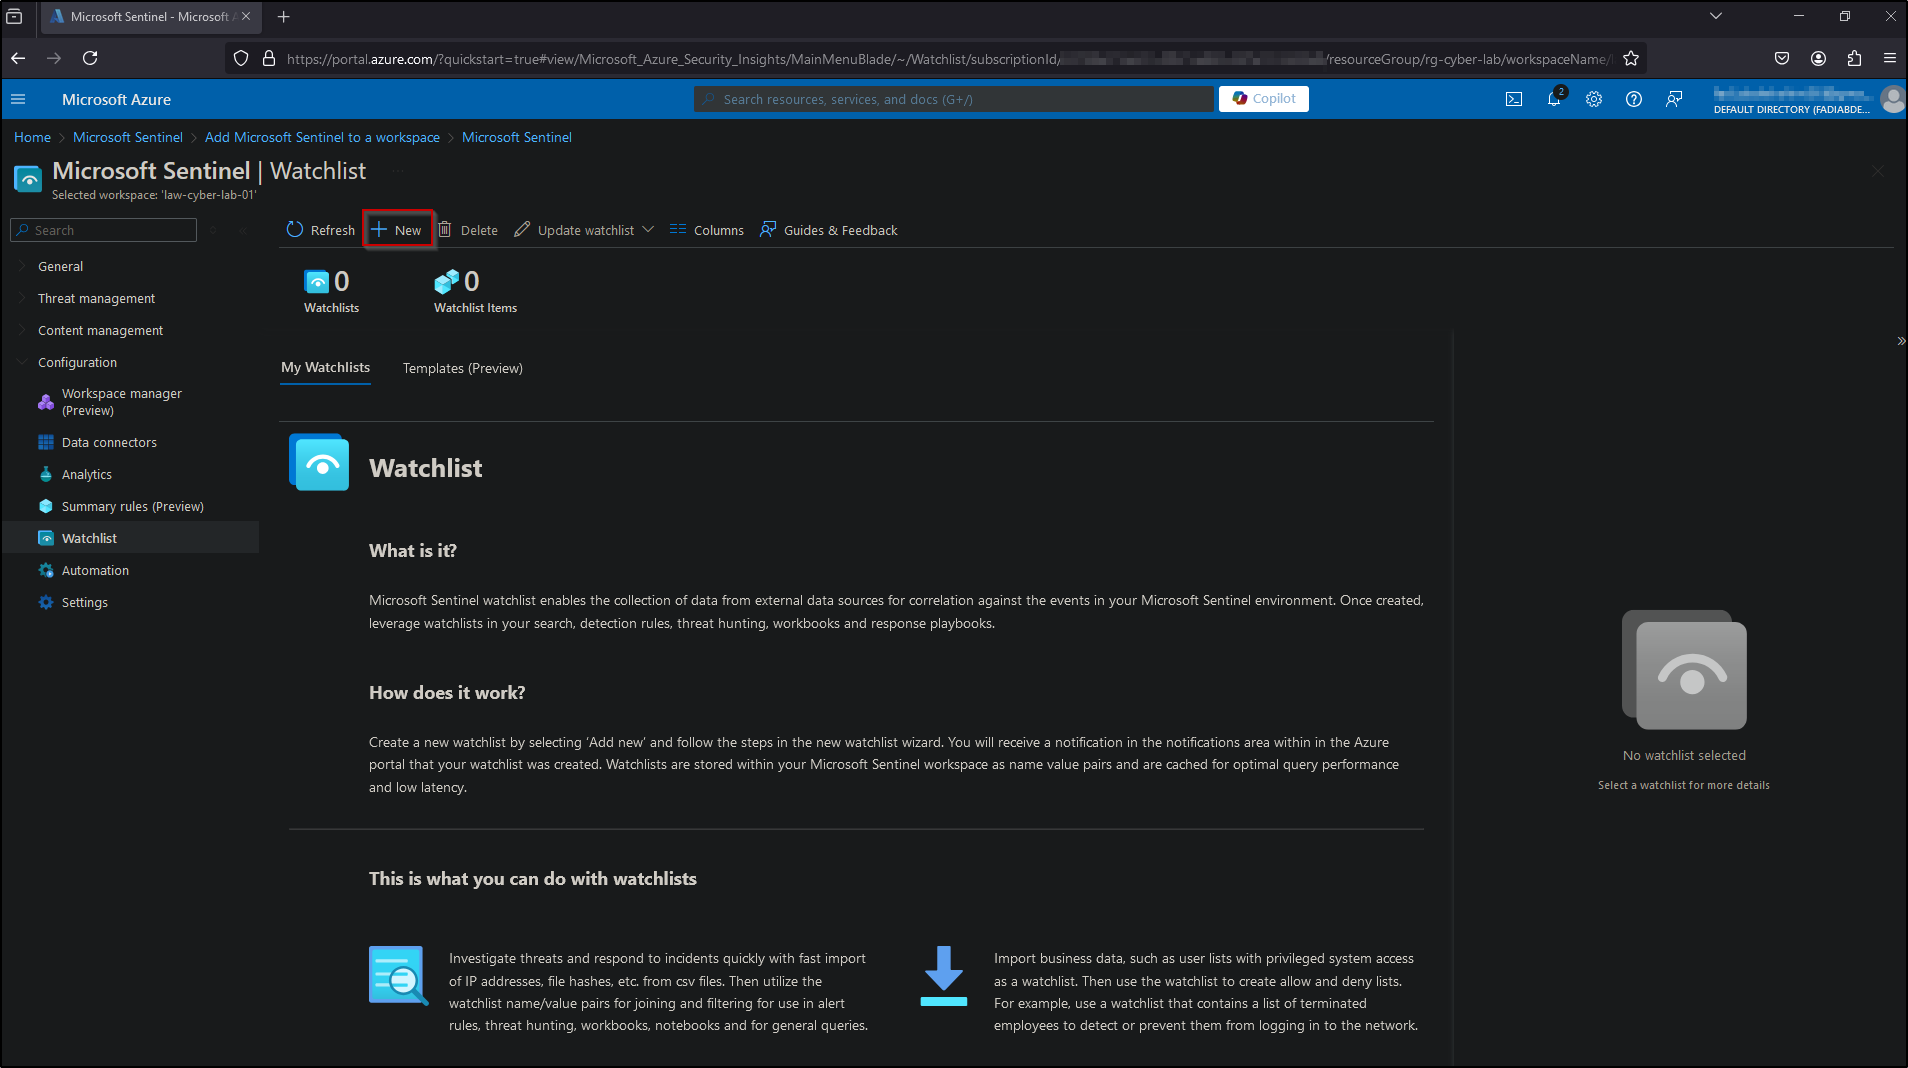 Microsoft Sentinel - Microsoft A
https://portal.azure.com/?quickstart=true#view/Microsoft_Azure_Security_Insights/MainMenuBlade/~/Watchlist/subscriptionId/ /resourceGroup/rg-cyber-lab/workspaceName/
Microsoft Azure
Search resources, services, and docs (G+/)
Copilot
2
DEFAULT DIRECTORY (FADIABDE...
Home > Microsoft Sentinel > Add Microsoft Sentinel to a workspace > Microsoft Sentinel
Microsoft Sentinel | Watchlist
Selected workspace: 'law-cyber-lab-01'
Search
Refresh
New
Delete
Update watchlist
Columns
Guides & Feedback
General
Threat management
Content management
Configuration
Workspace manager
(Preview)
Data connectors
Analytics
Summary rules (Preview)
Watchlist
Automation
Settings
0
Watchlists
0
Watchlist Items
My Watchlists
Templates (Preview)
Watchlist
What is it?
Microsoft Sentinel watchlist enables the collection of data from external data sources for correlation against the events in your Microsoft Sentinel environment. Once created,
leverage watchlists in your search, detection rules, threat hunting, workbooks and response playbooks.
How does it work?
Create a new watchlist by selecting 'Add new' and follow the steps in the new watchlist wizard. You will receive a notification in the notifications area within in the Azure
portal that your watchlist was created. Watchlists are stored within your Microsoft Sentinel workspace as name value pairs and are cached for optimal query performance
and low latency.
This is what you can do with watchlists
Investigate threats and respond to incidents quickly with fast import
of IP addresses, file hashes, etc. from csv files. Then utilize the
watchlist name/value pairs for joining and filtering for use in alert
rules, threat hunting, workbooks, notebooks and for general queries.
Import business data, such as user lists with privileged system access
as a watchlist. Then use the watchlist to create allow and deny lists.
For example, use a watchlist that contains a list of terminated
employees to detect or prevent them from logging in to the network.
No watchlist selected
Select a watchlist for more details